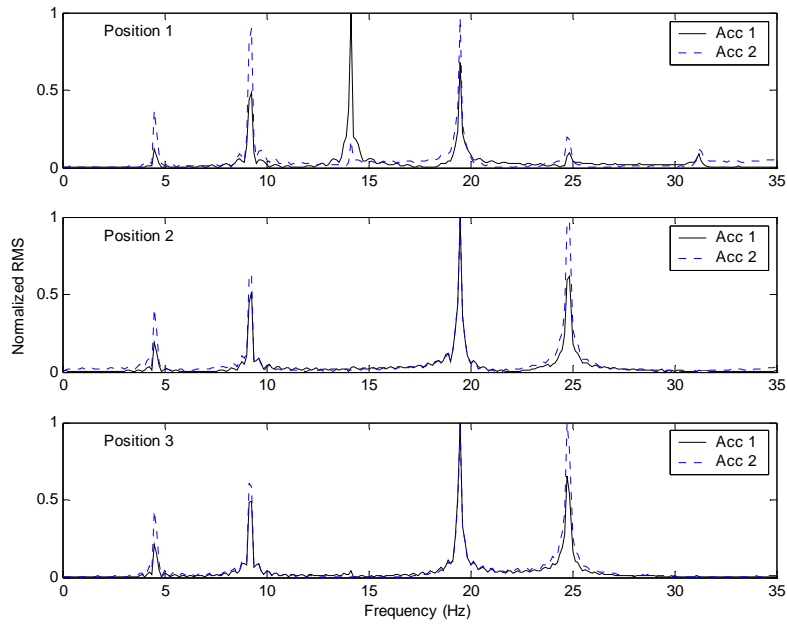 1
Position 1
Acc 1
Acc 2
0.5
0
0 5 10 15 20 25 30 35
1
Position 2
Acc 1
Acc 2
Normalized RMS
0.5
0
0 5 10 15 20 25 30 35
1
Position 3
Acc 1
Acc 2
0.5
0
0 5 10 15 20 25 30 35
Frequency (Hz)